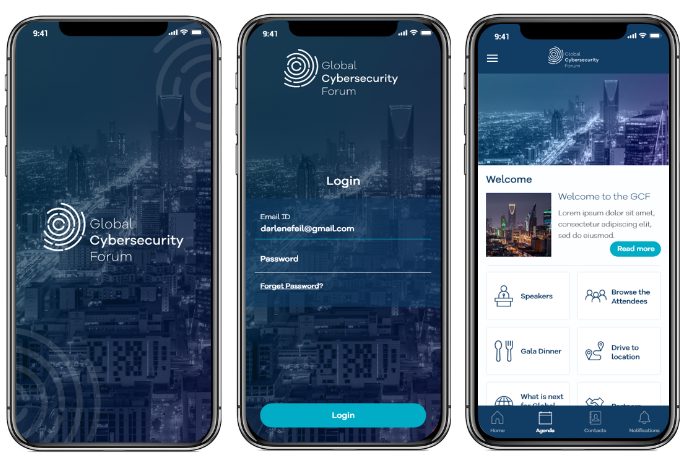 9:41
Global
Cybersecurity
Forum
9:41
Global
Cybersecurity
Forum
Login
Email ID
darlenefeil@gmail.com
Password
Forget Password?
Login
9:41
Global
Cybersecurity
Forum
Welcome
Welcome to the GCF
Lorem ipsum dolor sit amet,
consectetur adipiscing elit,
sed do eiusmod.
Read more
Speakers
Browse the
Attendees
Gala Dinner
Drive to
location
What is next
for Global
Home
Agenda
Contacts
Notifications